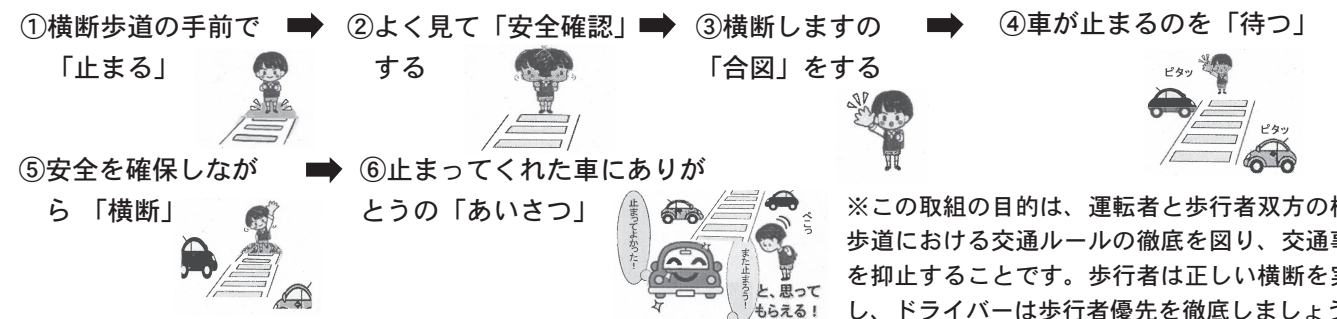 ①横断歩道の手前で
「止まる」
➡
②よく見て「安全確認」
する
➡
③横断しますの
「合図」をする
➡
④車が止まるのを「待つ」
ピタッ
ピタッ
⑤安全を確保しなが
ら 「横断」
➡
⑥止まってくれた車にありが
とうの「あいさつ」
止まってよかった!
また止まろう!
ぺこっ
と、思って
もらえる!
※この取組の目的は、運転者と歩行者双方の
歩道における交通ルールの徹底を図り、交通
を抑止することです。歩行者は正しい横断を
し、ドライバーは歩行者優先を徹底しましょ